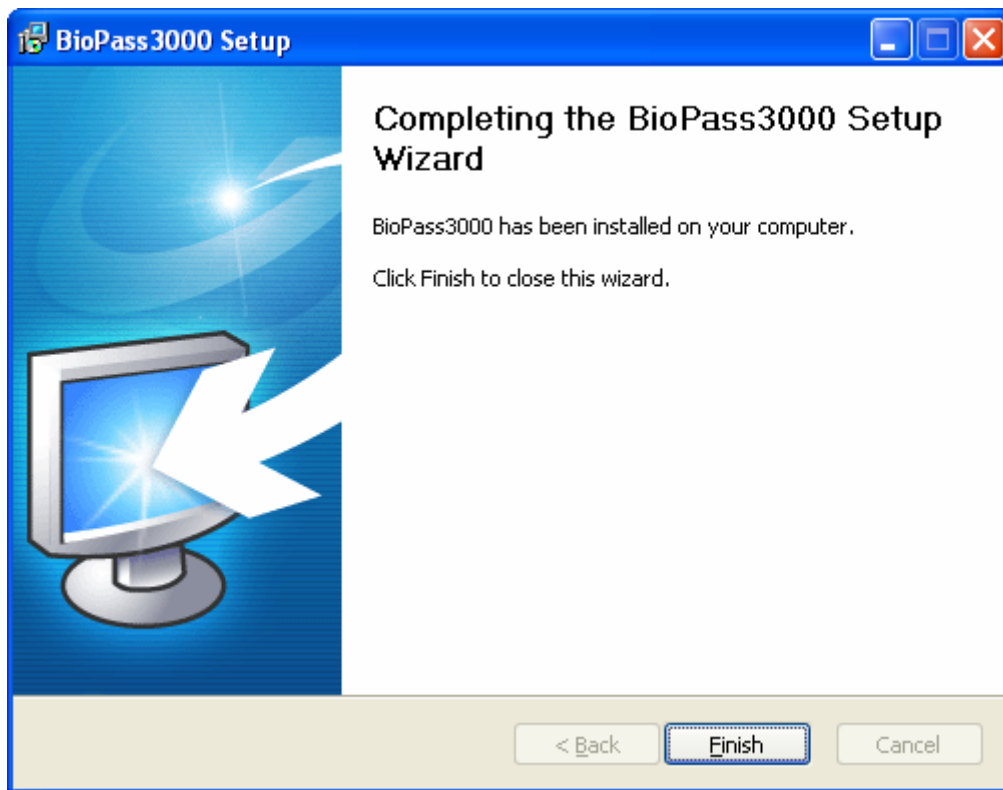 BioPass3000 Setup
Completing the BioPass3000 Setup
Wizard
BioPass3000 has been installed on your computer.
Click Finish to close this wizard.
< Back
Finish
Cancel